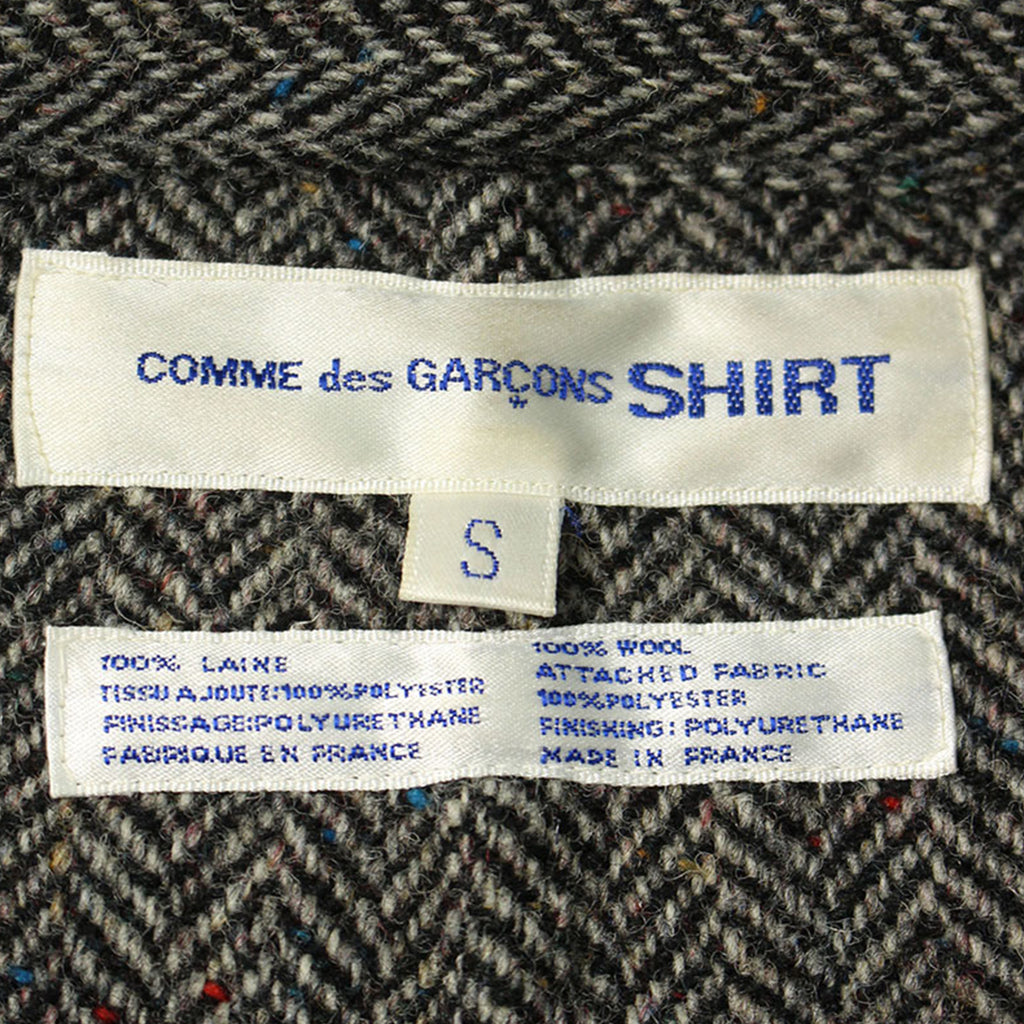 COMME des GARÇONS SHIRT
S
100% LAINE
TISSU AJOUTE:100%POLYESTER
FINISSAGE:POLYURETHANE
FABRIQUE EN FRANCE
100% WOOL
ATTACHED FABRIC
100%POLYESTER
FINISHING: POLYURETHANE
MADE IN FRANCE